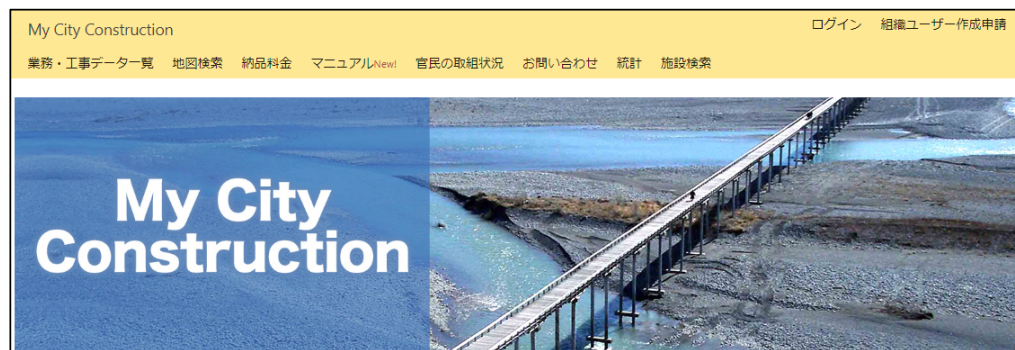 My City Construction
ログイン 組織ユーザー作成申請
業務・工事データ一覧 地図検索 納品料金 マニュアルNew! 官民の取組状況 お問い合わせ 統計 施設検索
My City
Construction